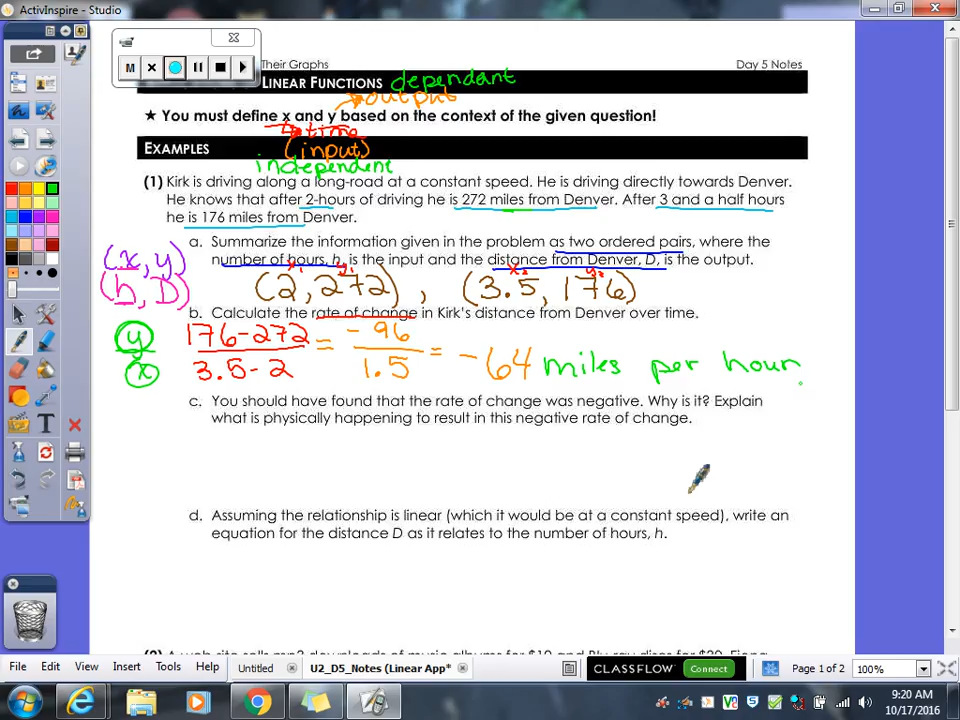 ActivInspire - Studio
M
Their Graphs
Day 5 Notes
LINEAR FUNCTIONS dependant
output
★ You must define x and y based on the context of the given question!
time
EXAMPLES (input)
independent
(1) Kirk is driving along a long-road at a constant speed. He is driving directly towards Denver.
He knows that after 2-hours of driving he is 272 miles from Denver. After 3 and a half hours
he is 176 miles from Denver.
a. Summarize the information given in the problem as two ordered pairs, where the
number of hours, h, is the input and the distance from Denver, D, is the output.
(x, y)
x₁ y₁ x₂ y₂
(h, D) (2, 272) , (3.5, 176)
b. Calculate the rate of change in Kirk's distance from Denver over time.
y 176-272 = -96 = -64 miles per hour.
x 3.5-2 1.5
c. You should have found that the rate of change was negative. Why is it? Explain
what is physically happening to result in this negative rate of change.
d. Assuming the relationship is linear (which it would be at a constant speed), write an
equation for the distance D as it relates to the number of hours, h.
File Edit View Insert Tools Help Untitled U2_D5_Notes (Linear App* CLASSFLOW Connect Page 1 of 2 100%
9:20 AM
10/17/2016